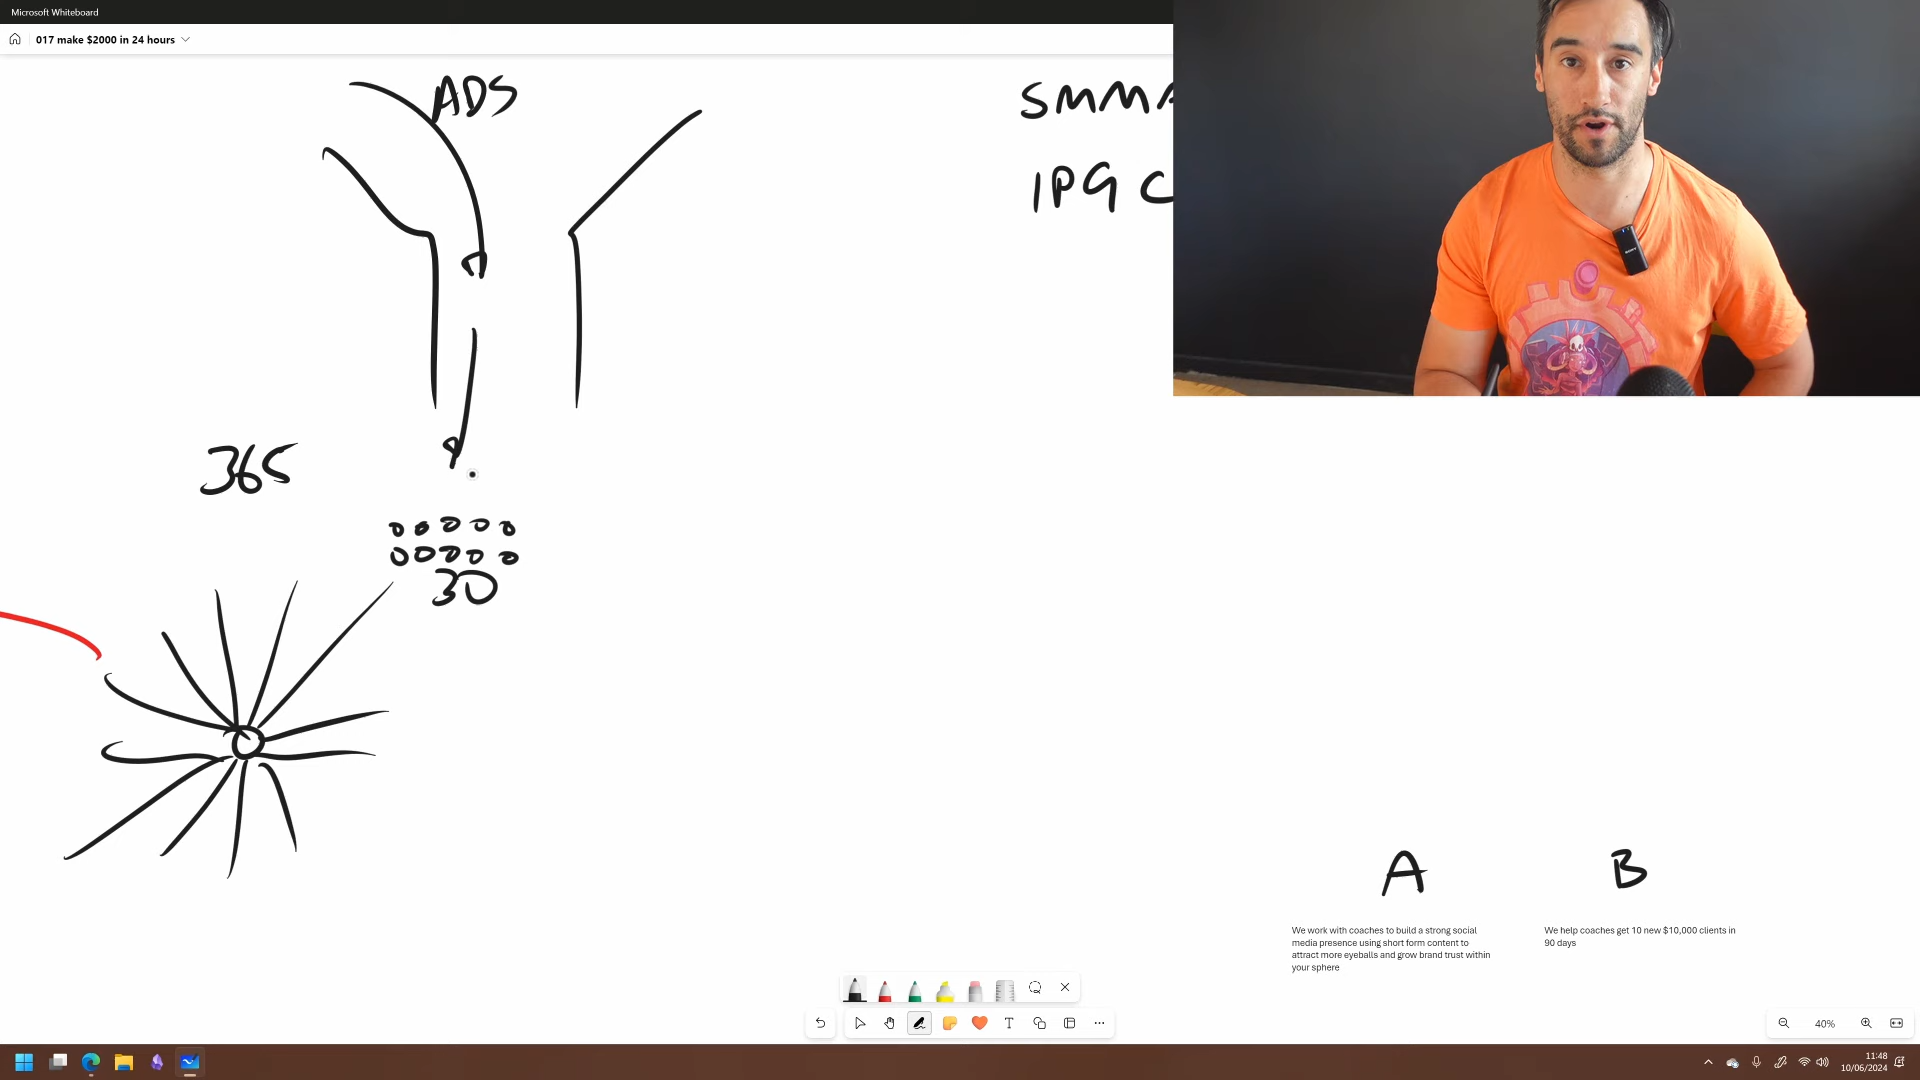 Microsoft Whiteboard
017 make $2000 in 24 hours
ADS
SMMA
IPG C
365
30
A
B
We work with coaches to build a strong social
media presence using short form content to
attract more eyeballs and grow brand trust within
your sphere
We help coaches get 10 new $10,000 clients in
90 days
40%
11:48
10/06/2024